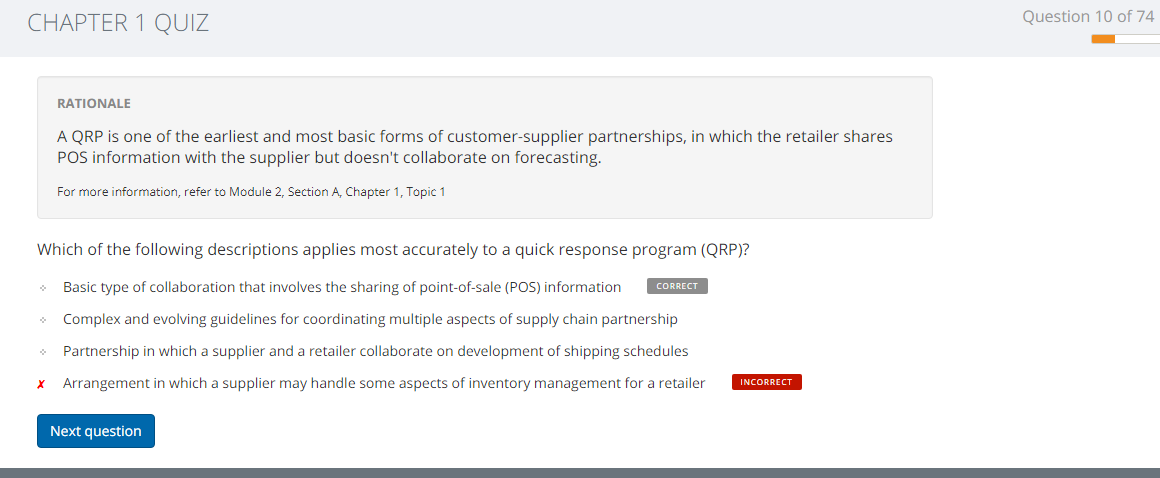 CHAPTER 1 QUIZ
Question 10 of 74
RATIONALE
A QRP is one of the earliest and most basic forms of customer-supplier partnerships, in which the retailer shares
POS information with the supplier but doesn't collaborate on forecasting.
For more information, refer to Module 2, Section A, Chapter 1, Topic 1
Which of the following descriptions applies most accurately to a quick response program (QRP)?
Basic type of collaboration that involves the sharing of point-of-sale (POS) information CORRECT
Complex and evolving guidelines for coordinating multiple aspects of supply chain partnership
Partnership in which a supplier and a retailer collaborate on development of shipping schedules
✗ Arrangement in which a supplier may handle some aspects of inventory management for a retailer INCORRECT
Next question